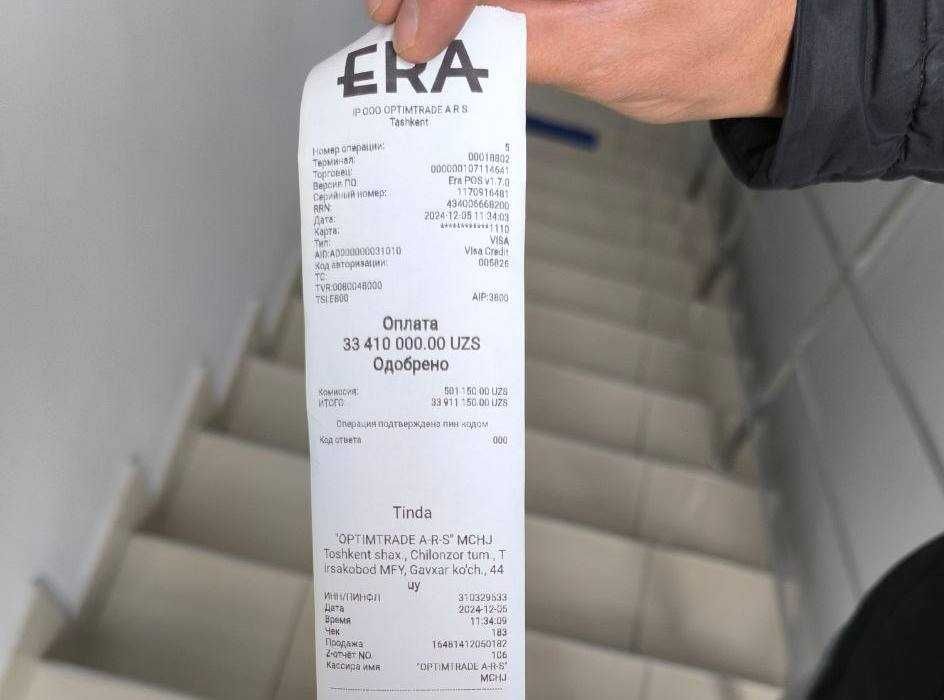 ERA
IP OOO OPTIMTRADE A R S
Tashkent
Номер операции: 5
Терминал: 00018802
Торговец: 000000107114641
Версия ПО: Era POS v1.7.0
Серийный номер: 1170916481
RRN: 434006668200
Дата: 2024-12-05 11:34:03
Карта: ************1110
Тип: VISA
AID:A0000000031010 Visa Credit
Код авторизации: 005826
TC:
TVR:0080048000
TSI:E800 AIP:3800
Оплата
33 410 000.00 UZS
Одобрено
Комиссия: 501 150.00 UZS
ИТОГО: 33 911 150.00 UZS
Операция подтверждена пин кодом
Код ответа 000
Tinda
"OPTIMTRADE A-R-S" MCHJ
Toshkent shax., Chilonzor tum., T
irsakobod MFY, Gavxar ko'ch., 44
uy
ИНН/ПИНФЛ 310329533
Дата 2024-12-05
Время 11:34:09
Чек 183
Продажа 16481412050182
Z-отчёт NO. 106
Кассира имя "OPTIMTRADE A-R-S"
MCHJ